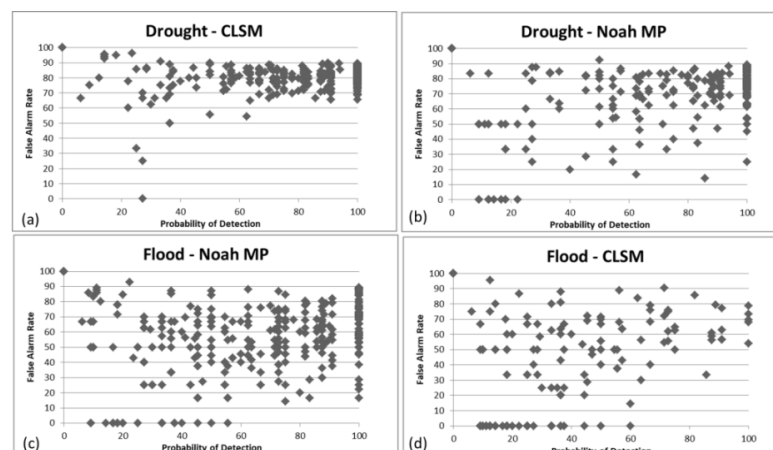 Drought - CLSM
100
90
80
70
60
50
40
30
20
10
0
False Alarm Rate
0 20 40 60 80 100
Probability of Detection
(a)
Drought - Noah MP
100
90
80
70
60
50
40
30
20
10
0
False Alarm Rate
0 20 40 60 80 100
Probability of Detection
(b)
Flood - Noah MP
100
90
80
70
60
50
40
30
20
10
0
False Alarm Rate
0 20 40 60 80 100
Probability of Detection
(c)
Flood - CLSM
100
90
80
70
60
50
40
30
20
10
0
False Alarm Rate
0 20 40 60 80 100
Probability of Detection
(d)